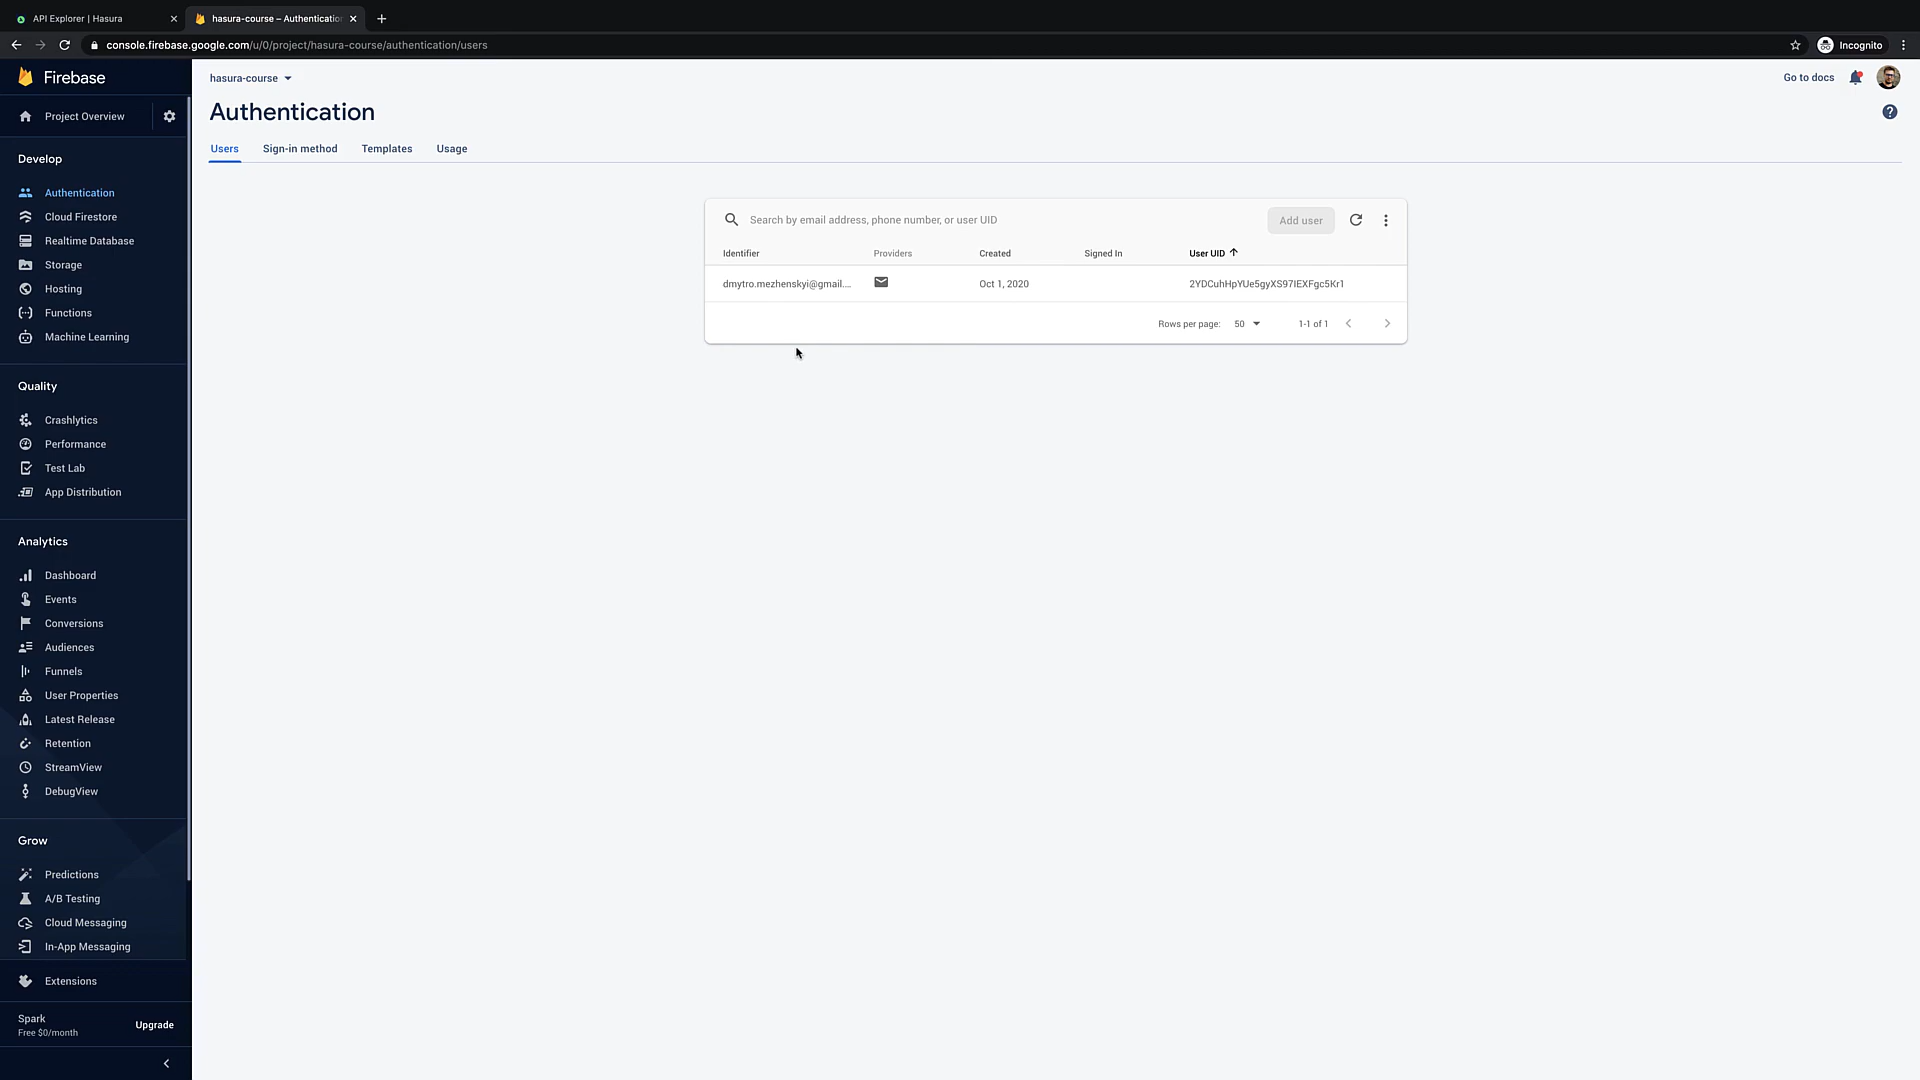 API Explorer | Hasura
hasura-course – Authenticatio
console.firebase.google.com/u/0/project/hasura-course/authentication/users
Incognito
Firebase
hasura-course
Go to docs
Project Overview
Authentication
Users
Sign-in method
Templates
Usage
Develop
Authentication
Cloud Firestore
Realtime Database
Storage
Hosting
Functions
Machine Learning
Quality
Crashlytics
Performance
Test Lab
App Distribution
Analytics
Dashboard
Events
Conversions
Audiences
Funnels
User Properties
Latest Release
Retention
StreamView
DebugView
Grow
Predictions
A/B Testing
Cloud Messaging
In-App Messaging
Extensions
Spark
Free $0/month
Upgrade
Search by email address, phone number, or user UID
Add user
Identifier Providers Created Signed In User UID
dmytro.mezhenskyi@gmail.... Oct 1, 2020 2YDCuhHpYUe5gyXS97IEXFgc5Kr1
Rows per page: 50 1-1 of 1